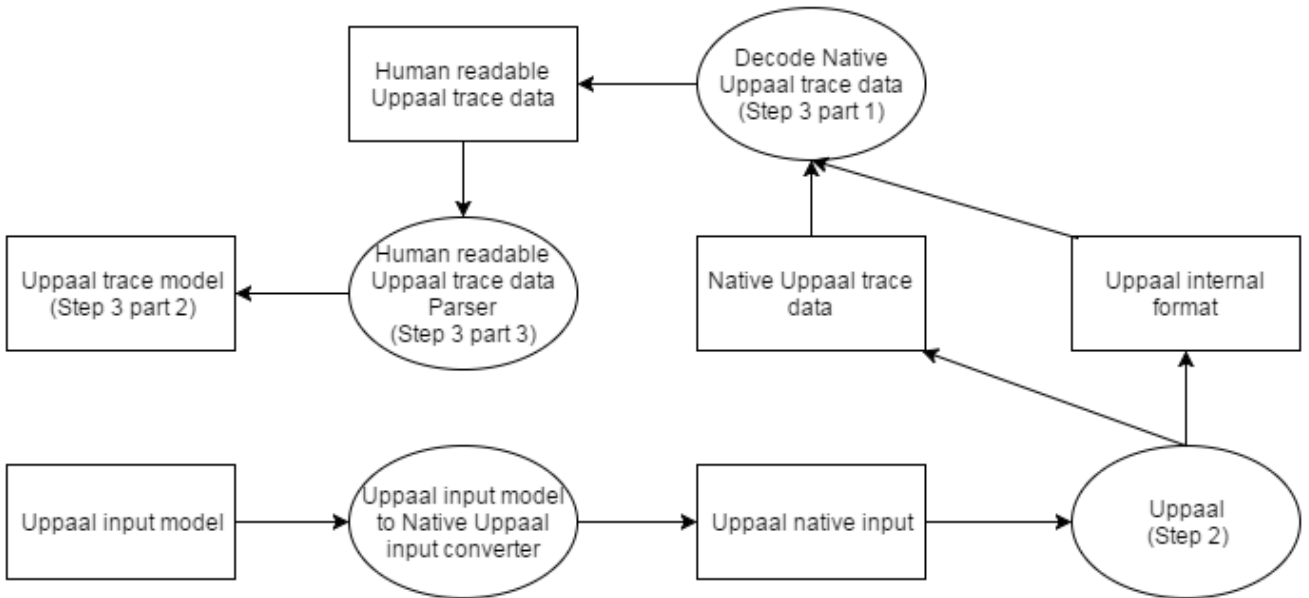 Human readable
Uppaal trace data
Decode Native
Uppaal trace data
(Step 3 part 1)
Uppaal trace model
(Step 3 part 2)
Human readable
Uppaal trace data
Parser
(Step 3 part 3)
Native Uppaal trace
data
Uppaal internal
format
Uppaal input model
Uppaal input model
to Native Uppaal
input converter
Uppaal native input
Uppaal
(Step 2)